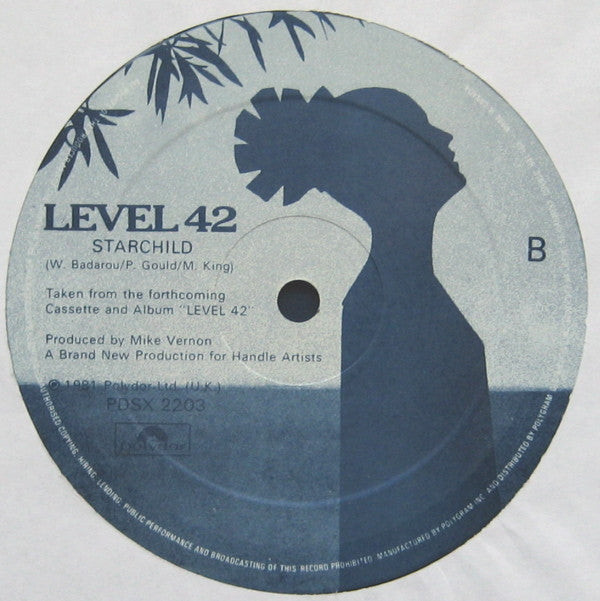 LEVEL 42
STARCHILD
(W. Badarou/P. Gould/M. King)
B
Taken from the forthcoming
Cassette and Album "LEVEL 42"
Produced by Mike Vernon
A Brand New Production for Handle Artists
℗ 1981 Polydor Ltd. (U.K.)
PDSX 2203
polydor
AUTHORISED COPYING, HIRING, LENDING, PUBLIC PERFORMANCE AND BROADCASTING OF THIS RECORD PROHIBITED. MANUFACTURED BY POLYGRAM INC. AND DISTRIBUTED BY POLYGRAM